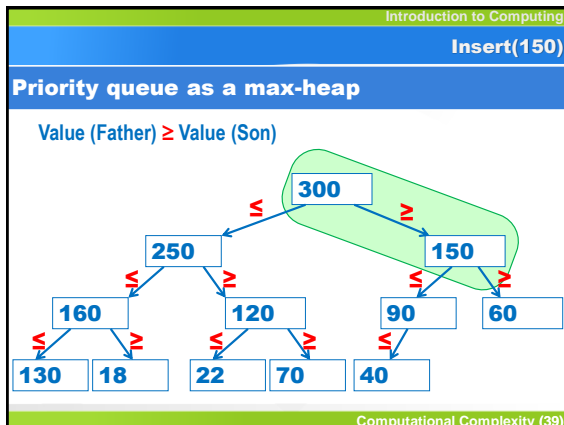 Introduction to Computing
Insert(150)
Priority queue as a max-heap
Value (Father) ≥ Value (Son)
300
≤ ≥
250 150
≤ ≥ ≤ ≥
160 120 90 60
≤ ≥ ≤ ≥ ≤
130 18 22 70 40
Computational Complexity (39)